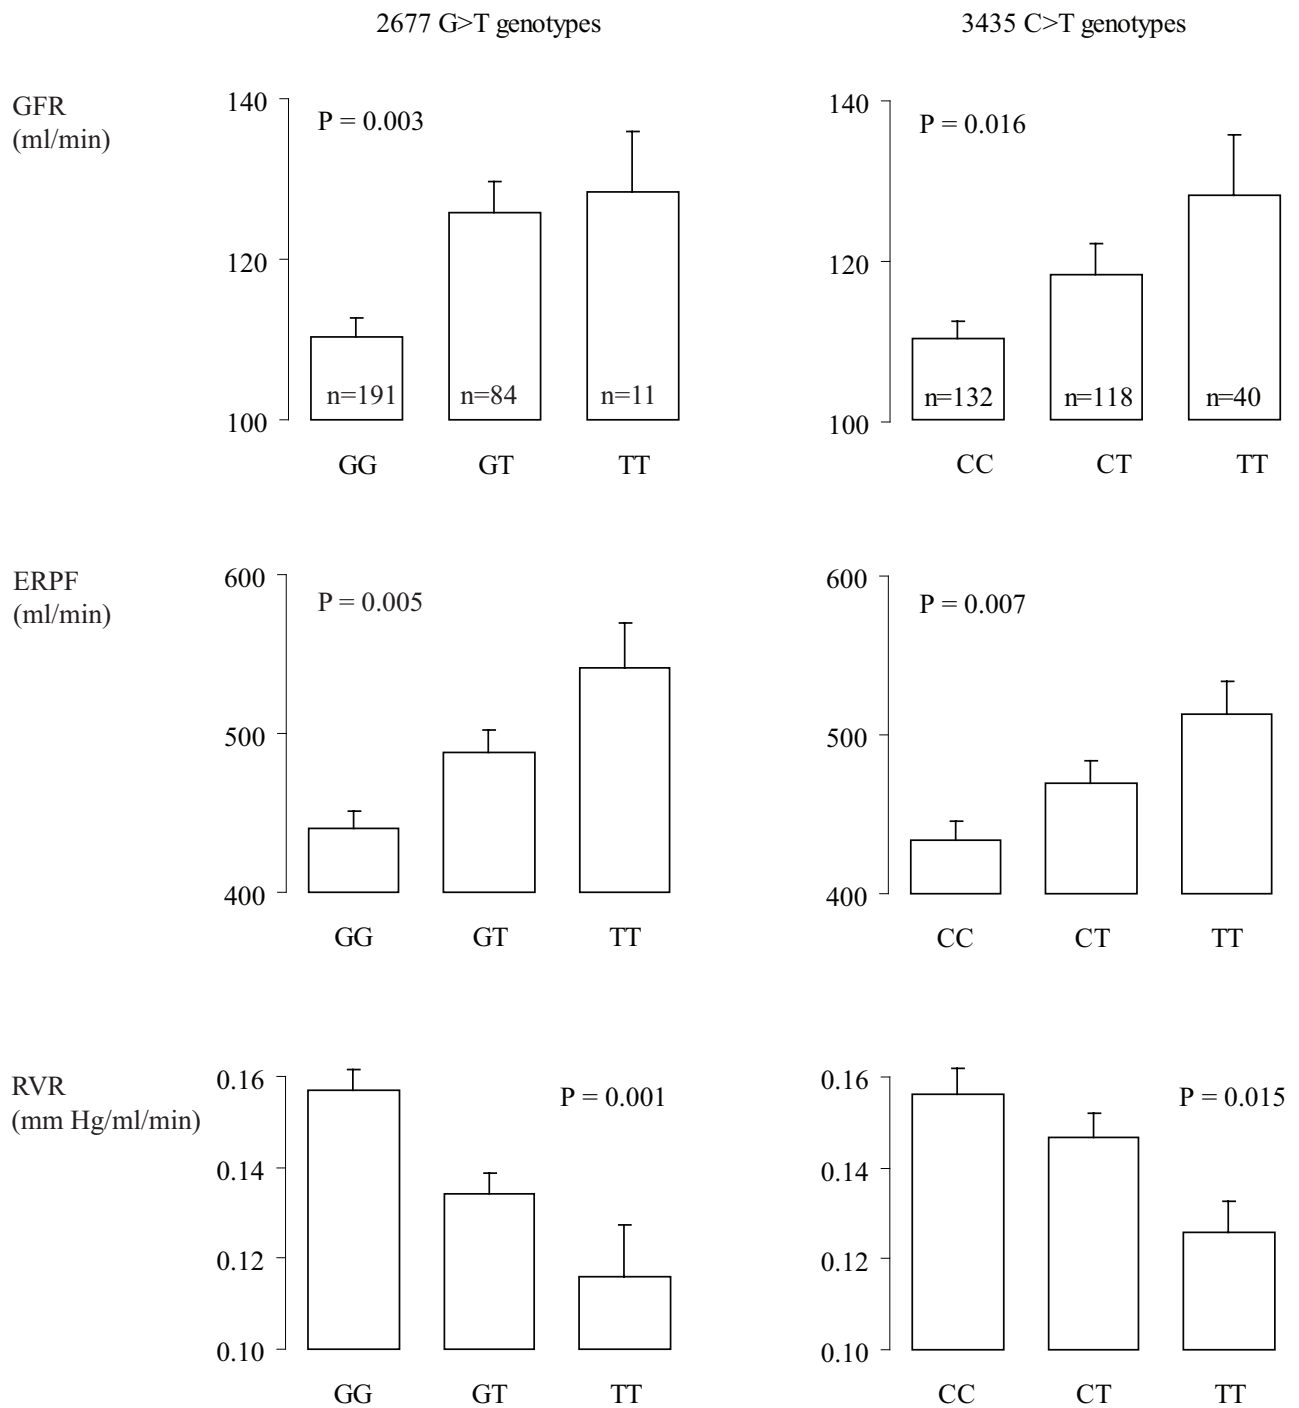 2677 G>T genotypes
3435 C>T genotypes
GFR
(ml/min)
140
120
100
P = 0.003
n=191
n=84
n=11
GG
GT
TT
140
120
100
P = 0.016
n=132
n=118
n=40
CC
CT
TT
ERPF
(ml/min)
600
500
400
P = 0.005
GG
GT
TT
600
500
400
P = 0.007
CC
CT
TT
RVR
(mm Hg/ml/min)
0.16
0.14
0.12
0.10
P = 0.001
GG
GT
TT
0.16
0.14
0.12
0.10
P = 0.015
CC
CT
TT